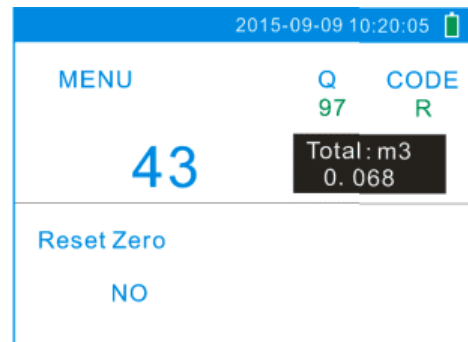 2015-09-09 10:20:05
MENU Q CODE
97 R
43
Total:m3
0.068
Reset Zero
NO